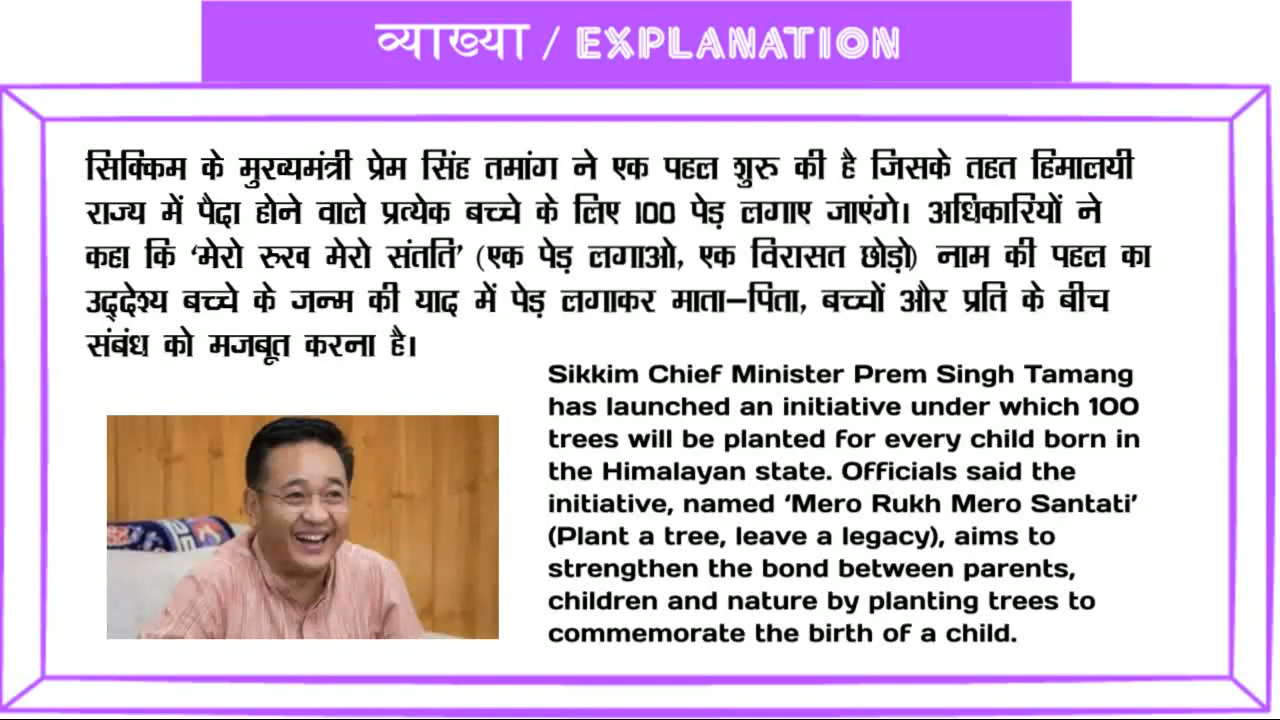 व्याख्या / EXPLANATION
सिक्किम के मुख्यमंत्री प्रेम सिंह तमांग ने एक पहल शुरु की है जिसके तहत हिमालयी
राज्य में पैदा होने वाले प्रत्येक बच्चे के लिए 100 पेड़ लगाए जाएंगे। अधिकारियों ने
कहा कि ‘मेरो रुख मेरो संतति’ (एक पेड़ लगाओ, एक विरासत छोड़ो) नाम की पहल का
उद्देश्य बच्चे के जन्म की याद में पेड़ लगाकर माता–पिता, बच्चों और प्रति के बीच
संबंध को मजबूत करना है।
Sikkim Chief Minister Prem Singh Tamang
has launched an initiative under which 100
trees will be planted for every child born in
the Himalayan state. Officials said the
initiative, named ‘Mero Rukh Mero Santati’
(Plant a tree, leave a legacy), aims to
strengthen the bond between parents,
children and nature by planting trees to
commemorate the birth of a child.